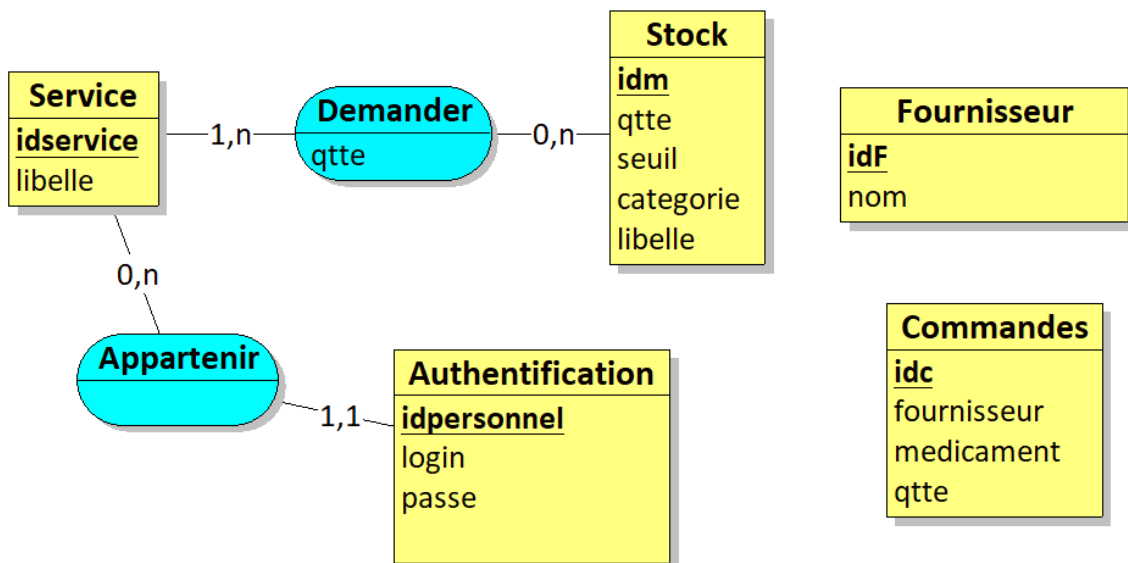 Service
idservice
libelle
1,n
Demander
qtte
0,n
Stock
idm
qtte
seuil
categorie
libelle
Fournisseur
idF
nom
0,n
Appartenir
1,1
Authentification
idpersonnel
login
passe
Commandes
idc
fournisseur
medicament
qtte